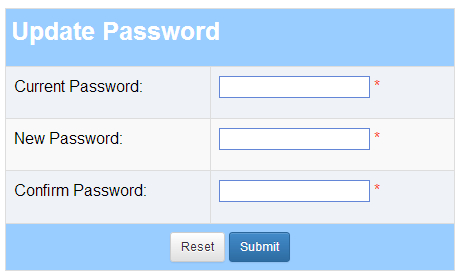 Update Password
Current Password: *
New Password: *
Confirm Password: *
Reset Submit